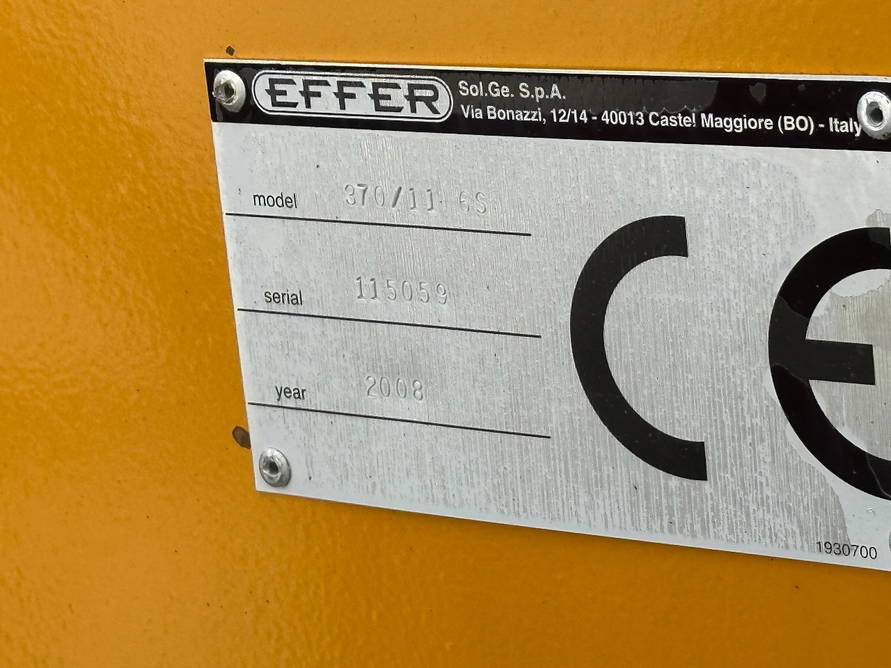 EFFER
Sol.Ge. S.p.A.
Via Bonazzi, 12/14 - 40013 Castel Maggiore (BO) - Italy
model 370/11 6S
serial 115059
year 2008
CE
1930700